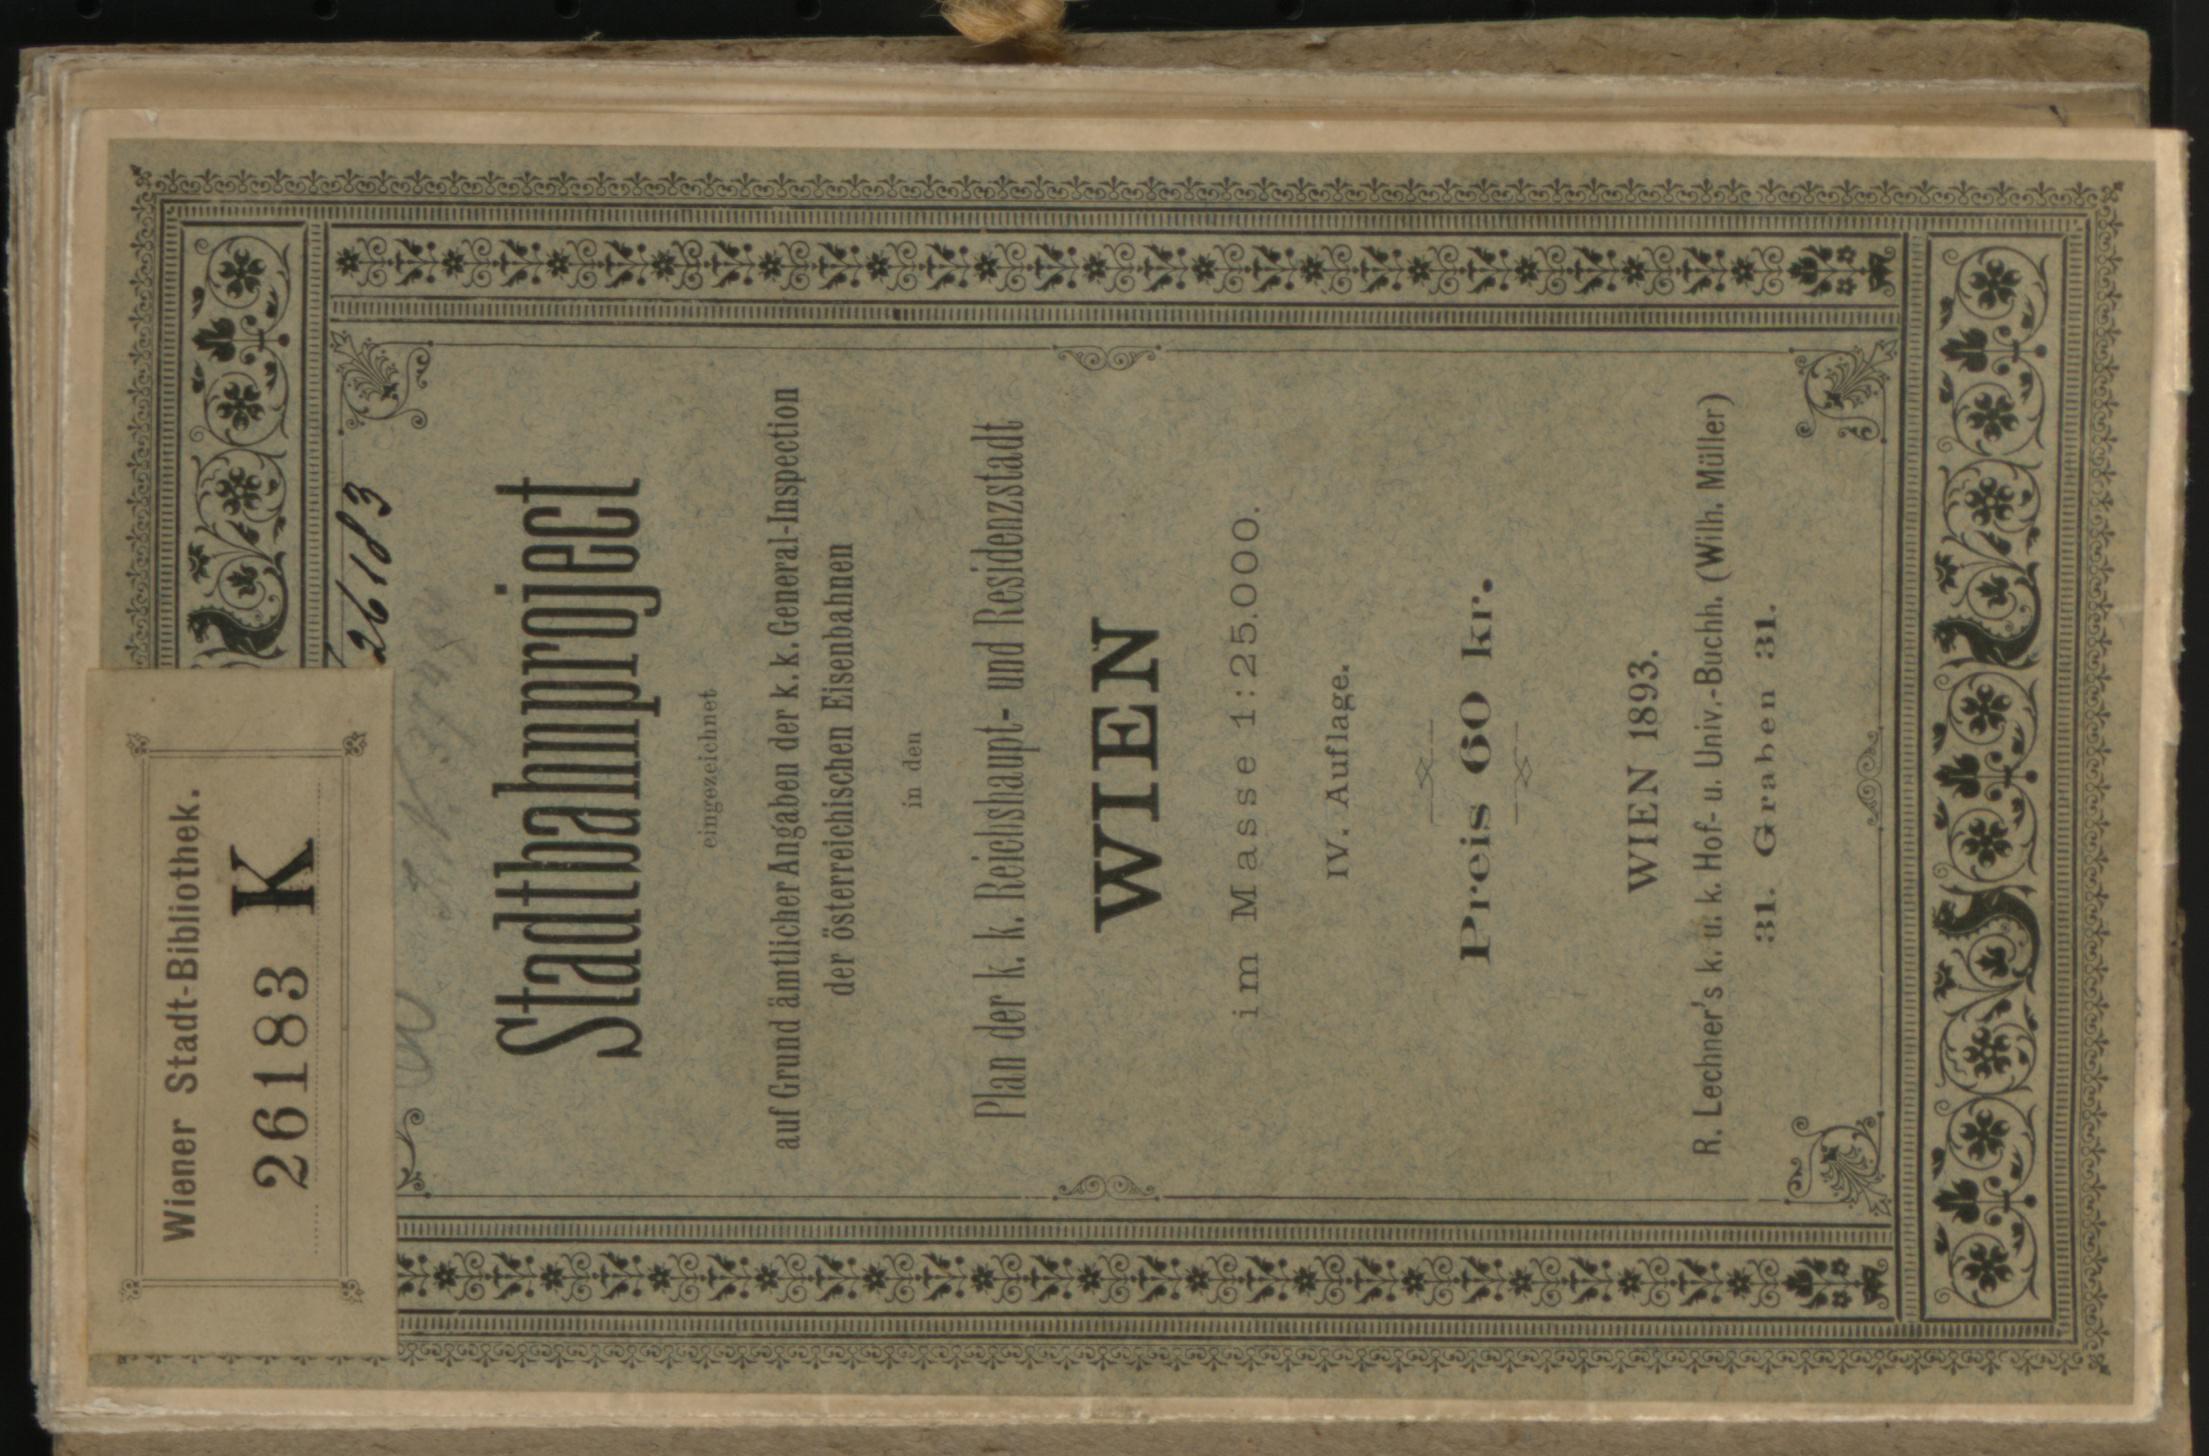 Wiener Stadt-Bibliothek.
26183 K
26183
Stadtbahnproject
eingezeichnet
auf Grund ämtlicher Angaben der k. k. General-Inspection
der österreichischen Eisenbahnen
in den
Plan der k. k. Reichshaupt- und Residenzstadt
WIEN
im Masse 1:25.000.
IV. Auflage.
Preis 60 kr.
WIEN 1893.
R. Lechner's k. u. k. Hof- u. Univ.-Buchh. (Wilh. Müller)
31. Graben 31.